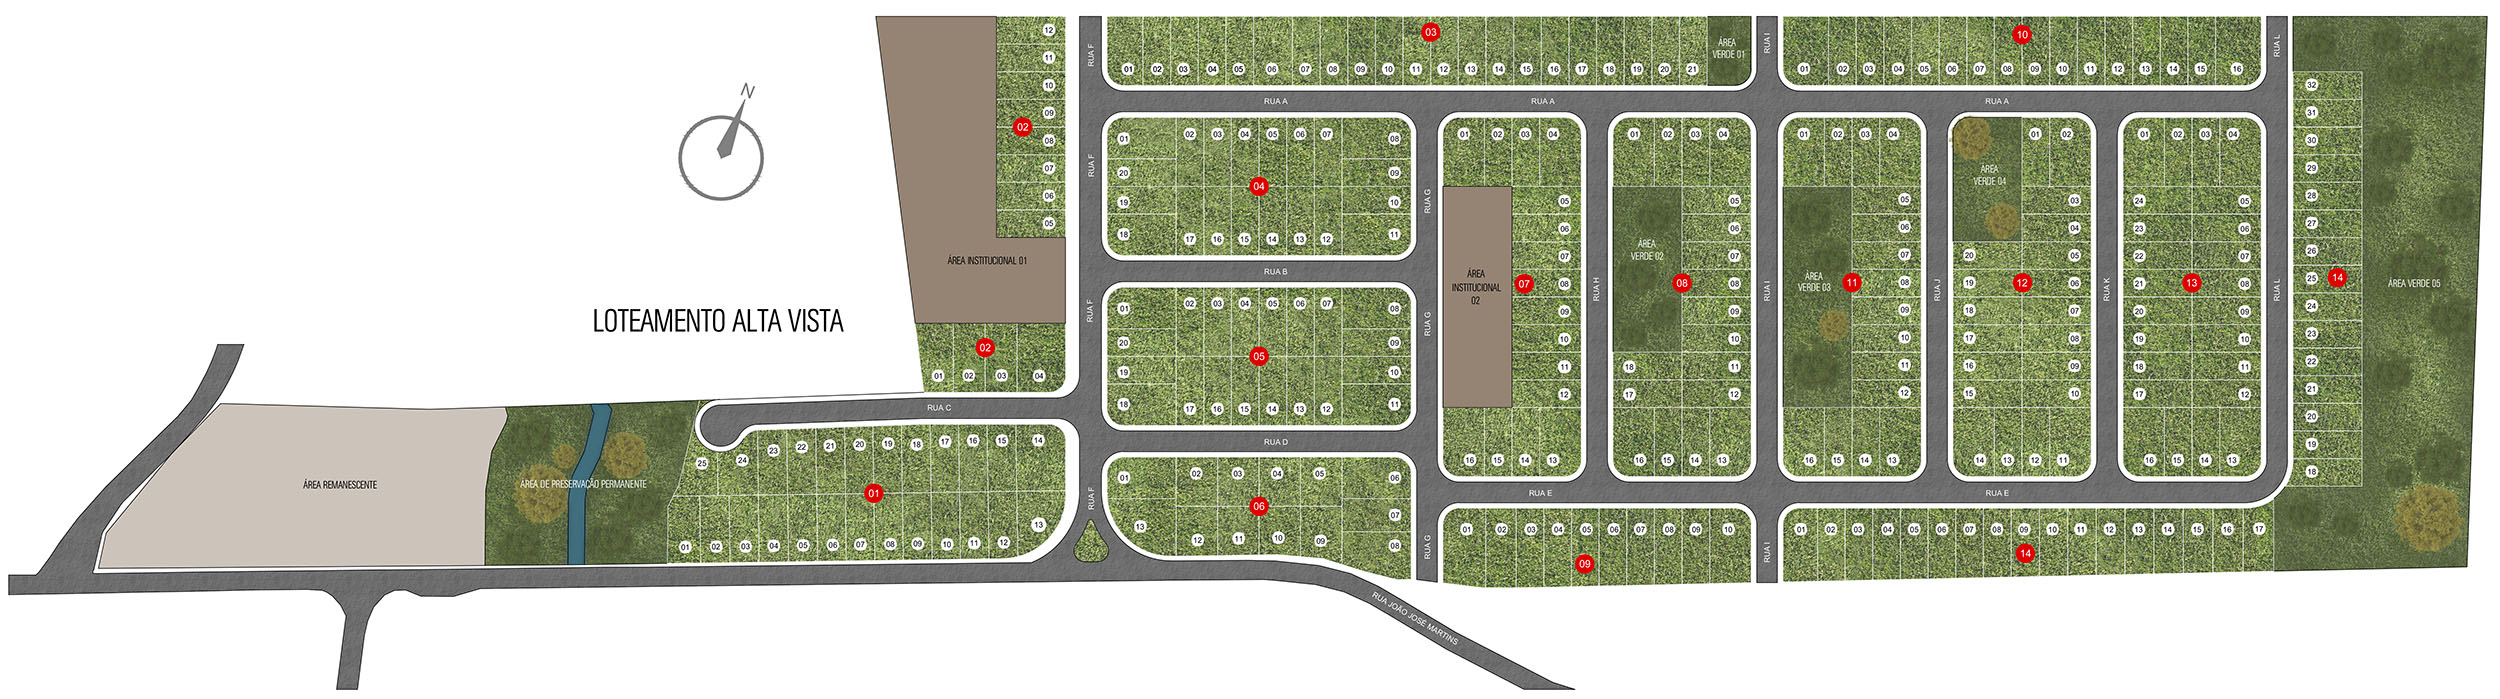 LOTEAMENTO ALTA VISTA
N
12
11
10
09
02
08
07
06
05
ÁREA INSTITUCIONAL 01
02
01 02 03 04
RUA F
03
01 02 03 04 05 06 07 08 09 10 11 12 13 14 15 16 17 18 19 20 21
ÁREA
VERDE 01
RUA I
10
01 02 03 04 05 06 07 08 09 10 11 12 13 14 15 16
RUA L
RUA A
RUA A
RUA A
RUA F
01 02 03 04 05 06 07 08
20 09
04
19 10
18 17 16 15 14 13 12 11
RUA G
RUA B
RUA F
01 02 03 04 05 06 07 08
20 09
05
19 10
18 17 16 15 14 13 12 11
RUA G
RUA C
RUA D
01 02 03 04 05 06
06
07
13 12 11 10 09 08
RUA F
RUA G
ÁREA REMANESCENTE
ÁREA DE PRESERVAÇÃO PERMANENTE
25 24 23 22 21 20 19 18 17 16 15 14
01
13
01 02 03 04 05 06 07 08 09 10 11 12
01 02 03 04
05
06
07
07
08
09
10
11
12
16 15 14 13
ÁREA
INSTITUCIONAL
02
RUA H
01 02 03 04
05
06
07
08
08
09
10
18 11
17 12
16 15 14 13
ÁREA
VERDE 02
RUA I
01 02 03 04
05
06
07
11
08
09
10
11
12
16 15 14 13
ÁREA
VERDE 03
RUA J
01 02
ÁREA
VERDE 04
03
04
20 05
12
19 06
18 07
17 08
16 09
15 10
14 13 12 11
RUA K
01 02 03 04
24 05
23 06
22 07
13
21 08
20 09
19 10
18 11
17 12
16 15 14 13
RUA L
32
31
30
29
28
27
26
25
14
24
23
22
21
20
19
18
ÁREA VERDE 05
RUA E
RUA E
01 02 03 04 05 06 07 08 09 10
09
RUA I
01 02 03 04 05 06 07 08 09 10 11 12 13 14 15 16 17
14
RUA JOÃO JOSÉ MARTINS